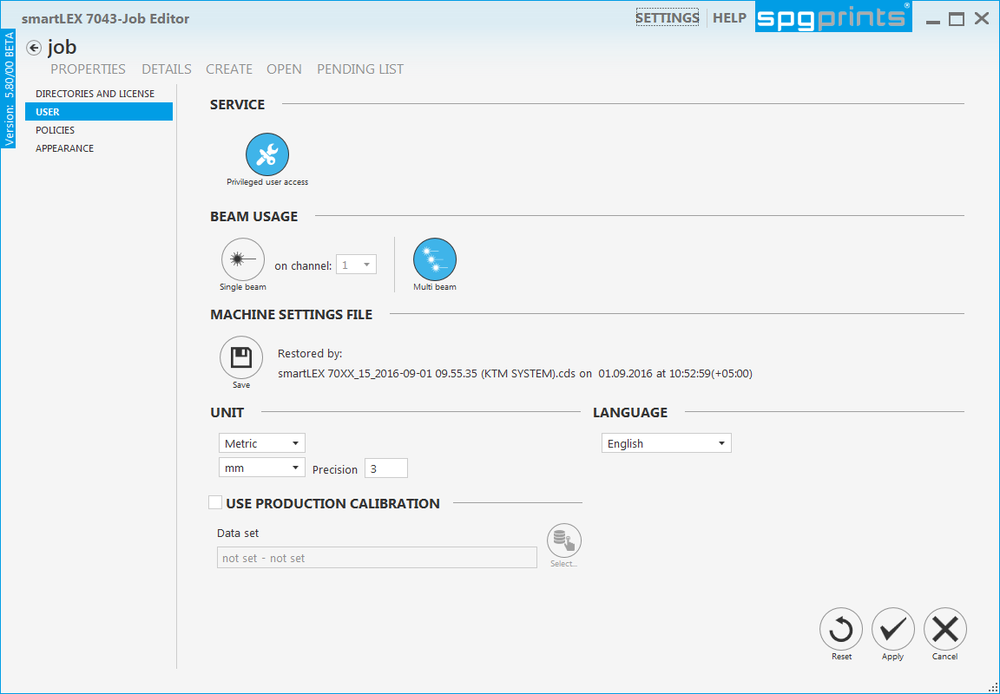 smartLEX 7043-Job Editor
SETTINGS
HELP
spgprints®
Version: 5.80/00 BETA
job
PROPERTIES DETAILS CREATE OPEN PENDING LIST
DIRECTORIES AND LICENSE
USER
POLICIES
APPEARANCE
SERVICE
Privileged user access
BEAM USAGE
on channel: 1
Single beam
Multi beam
MACHINE SETTINGS FILE
Restored by:
smartLEX 70XX_15_2016-09-01 09.55.35 (KTM SYSTEM).cds on 01.09.2016 at 10:52:59(+05:00)
Save
UNIT
Metric
mm
Precision 3
LANGUAGE
English
USE PRODUCTION CALIBRATION
Data set
not set - not set
Select...
Reset
Apply
Cancel